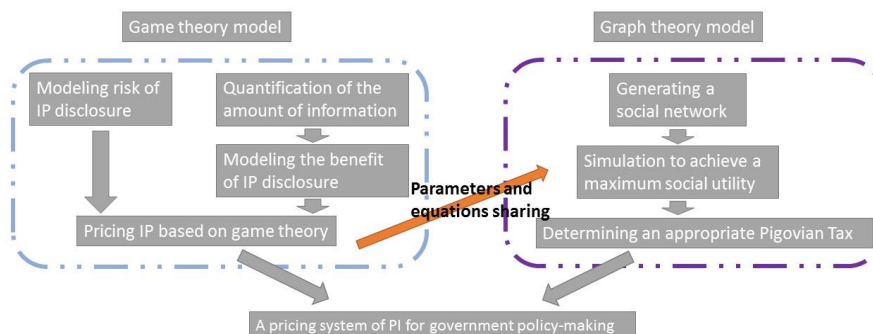 Game theory model
Graph theory model
Modeling risk of
IP disclosure
Quantification of the
amount of information
Modeling the benefit
of IP disclosure
Pricing IP based on game theory
Parameters and
equations sharing
Generating a
social network
Simulation to achieve a
maximum social utility
Determining an appropriate Pigovian Tax
A pricing system of PI for government policy-making